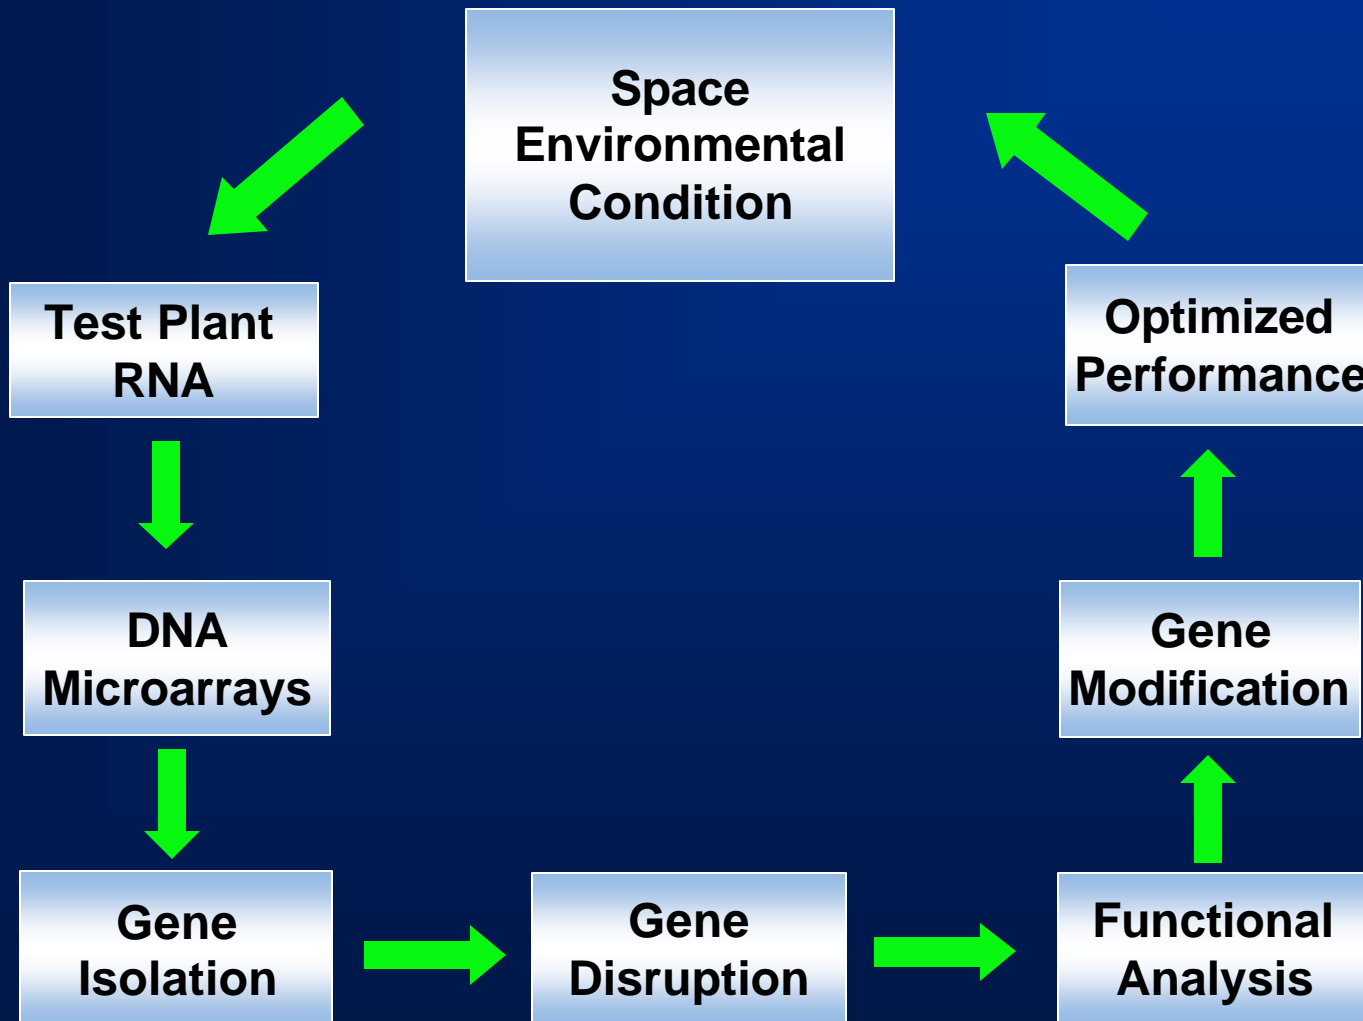 Space
Environmental
Condition
Test Plant
RNA
Optimized
Performance
DNA
Microarrays
Gene
Modification
Gene
Isolation
Gene
Disruption
Functional
Analysis